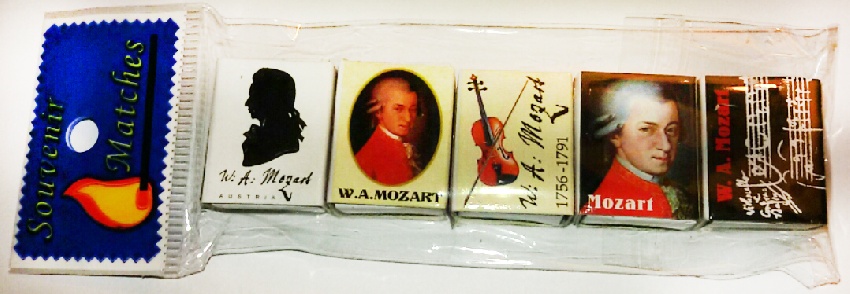 Souvenir
Matches
W. A. Mozart
AUSTRIA
W.A.MOZART
W. A. Mozart
1756-1791
Mozart
W.A. Mozart